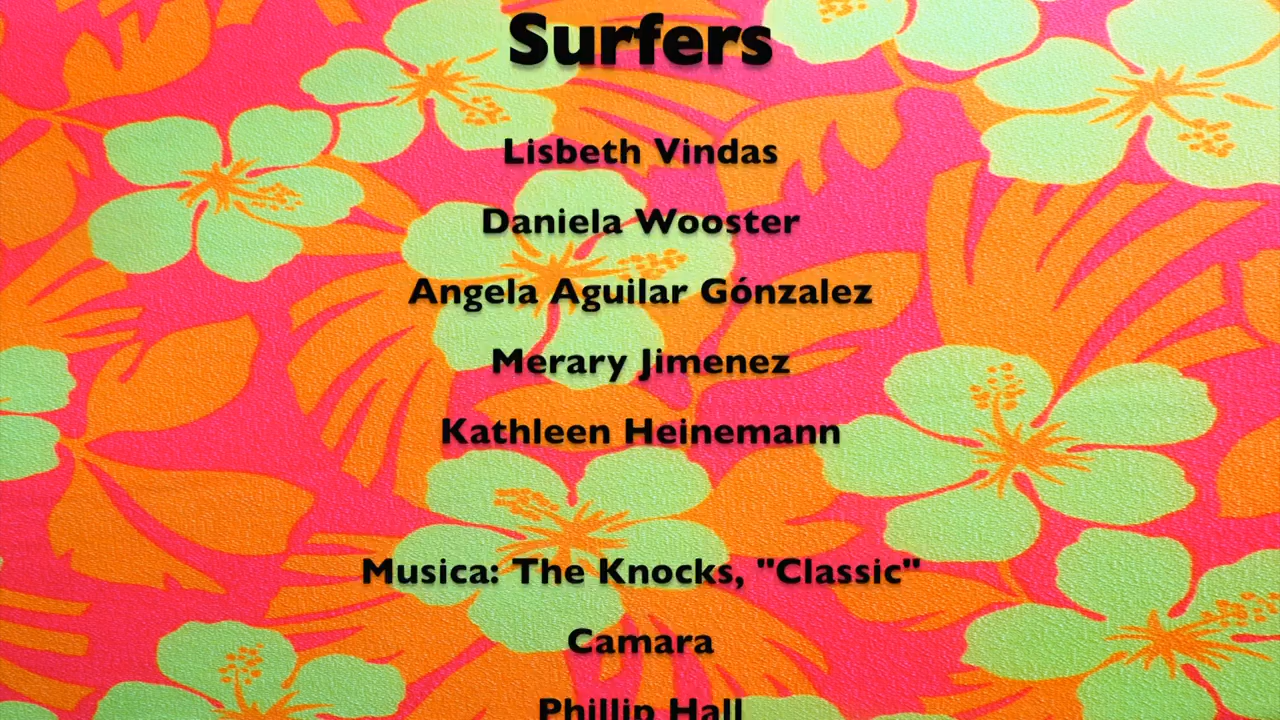 Surfers
Lisbeth Vindas
Daniela Wooster
Angela Aguilar Gónzalez
Merary Jimenez
Kathleen Heinemann
Musica: The Knocks, "Classic"
Camara
Phillip Hall